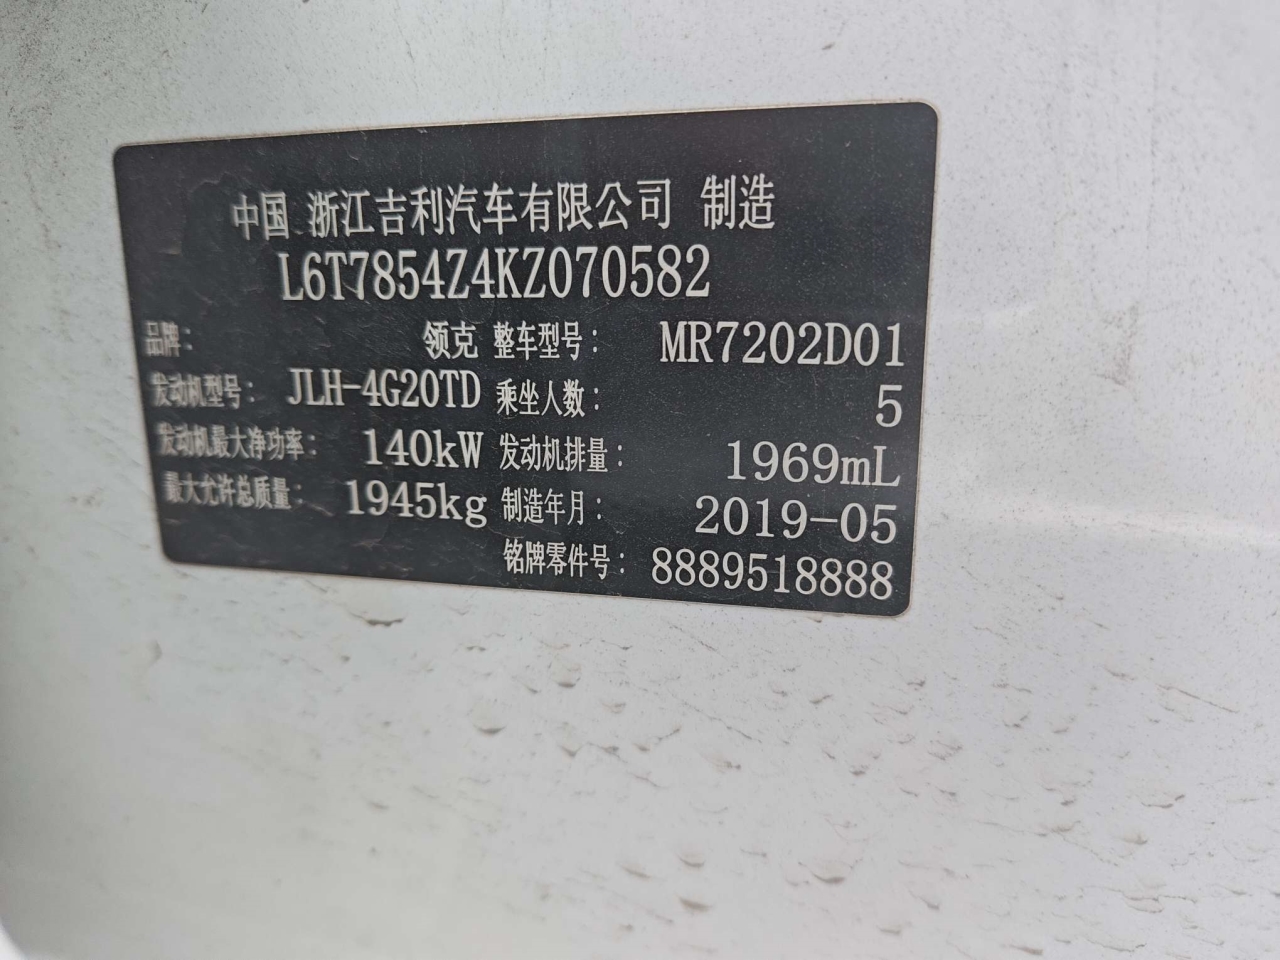 中国 浙江吉利汽车有限公司 制造
L6T7854Z4KZ070582
品牌： 领克 整车型号： MR7202D01
发动机型号： JLH-4G20TD 乘坐人数： 5
发动机最大净功率： 140kW 发动机排量： 1969mL
最大允许总质量： 1945kg 制造年月： 2019-05
铭牌零件号： 8889518888